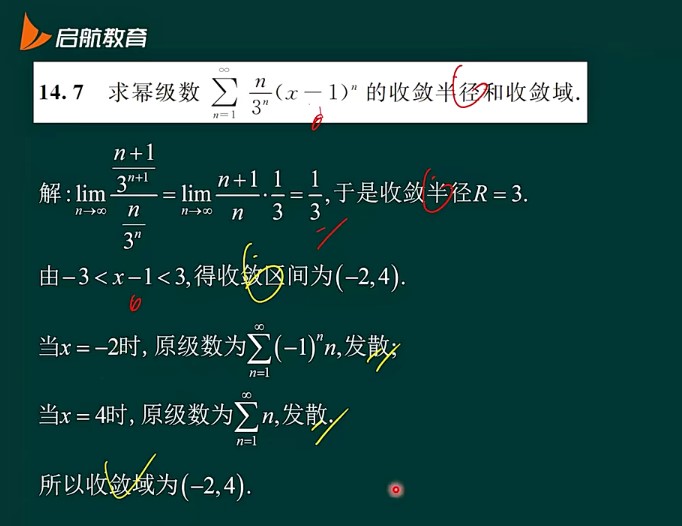 启航教育
14.7 求幂级数 $\sum_{n=1}^{\infty} \frac{n}{3^n}(x-1)^n$ 的收敛半径和收敛域.
解:$\lim_{n\to\infty} \frac{\frac{n+1}{3^{n+1}}}{\frac{n}{3^n}} = \lim_{n\to\infty} \frac{n+1}{n} \cdot \frac{1}{3} = \frac{1}{3}$,于是收敛半径$R=3$.
由$-3<x-1<3$,得收敛区间为$(-2,4)$.
当$x=-2$时,原级数为$\sum_{n=1}^{\infty}(-1)^n n$,发散;
当$x=4$时,原级数为$\sum_{n=1}^{\infty} n$,发散.
所以收敛域为$(-2,4)$.